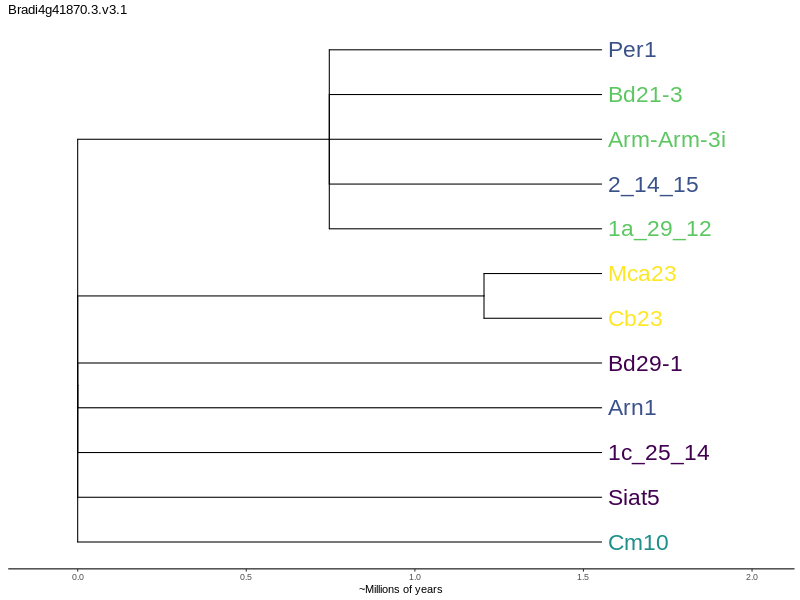 Bradi4g41870.3.v3.1
Per1
Bd21-3
Arm-Arm-3i
2_14_15
1a_29_12
Mca23
Cb23
Bd29-1
Arn1
1c_25_14
Siat5
Cm10
0.0 0.5 1.0 1.5 2.0
~Millions of years